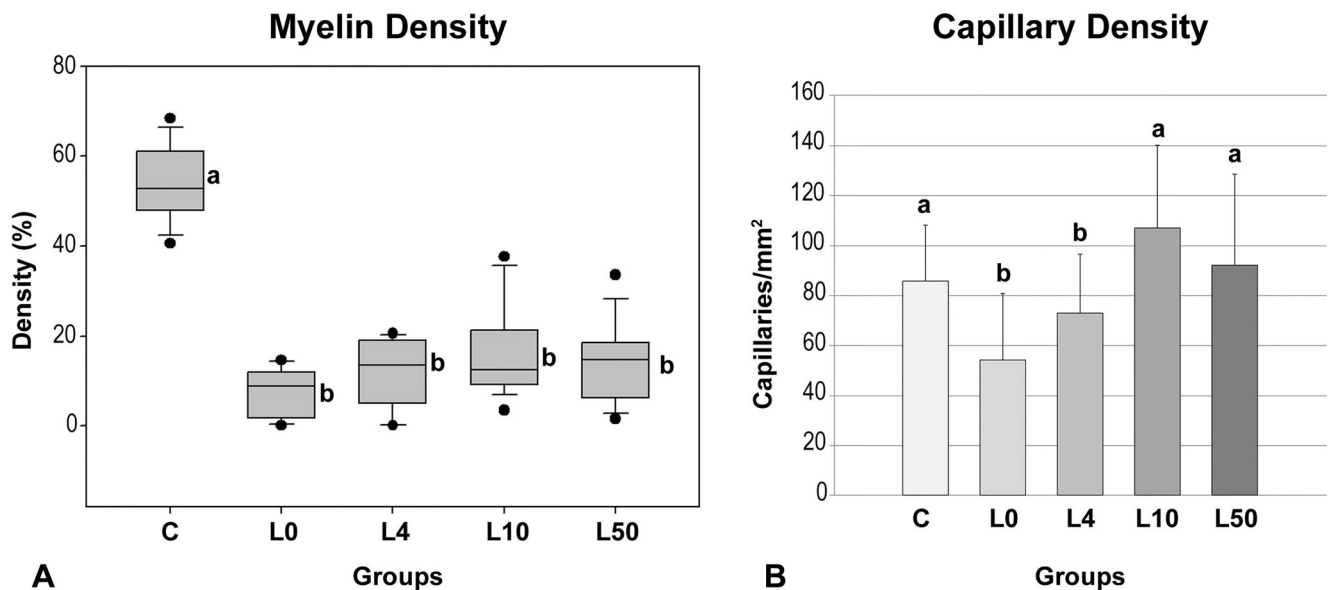 Myelin Density
80
60
40
20
0
Density (%)
a
b
b
b
b
C L0 L4 L10 L50
Groups
A
Capillary Density
160
140
120
100
80
60
40
20
0
Capillaries/mm²
a
b
b
a
a
C L0 L4 L10 L50
Groups
B